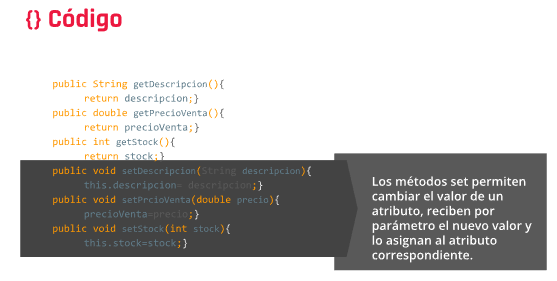 {} Código
public String getDescripcion(){
return descripcion;}
public double getPrecioVenta(){
return precioVenta;}
public int getStock(){
return stock;}
public void setDescripcion(String descripcion){
this.descripcion= descripcion;}
public void setPrcioVenta(double precio){
precioVenta=precio;}
public void setStock(int stock){
this.stock=stock;}
Los métodos set permiten
cambiar el valor de un
atributo, reciben por
parámetro el nuevo valor y
lo asignan al atributo
correspondiente.